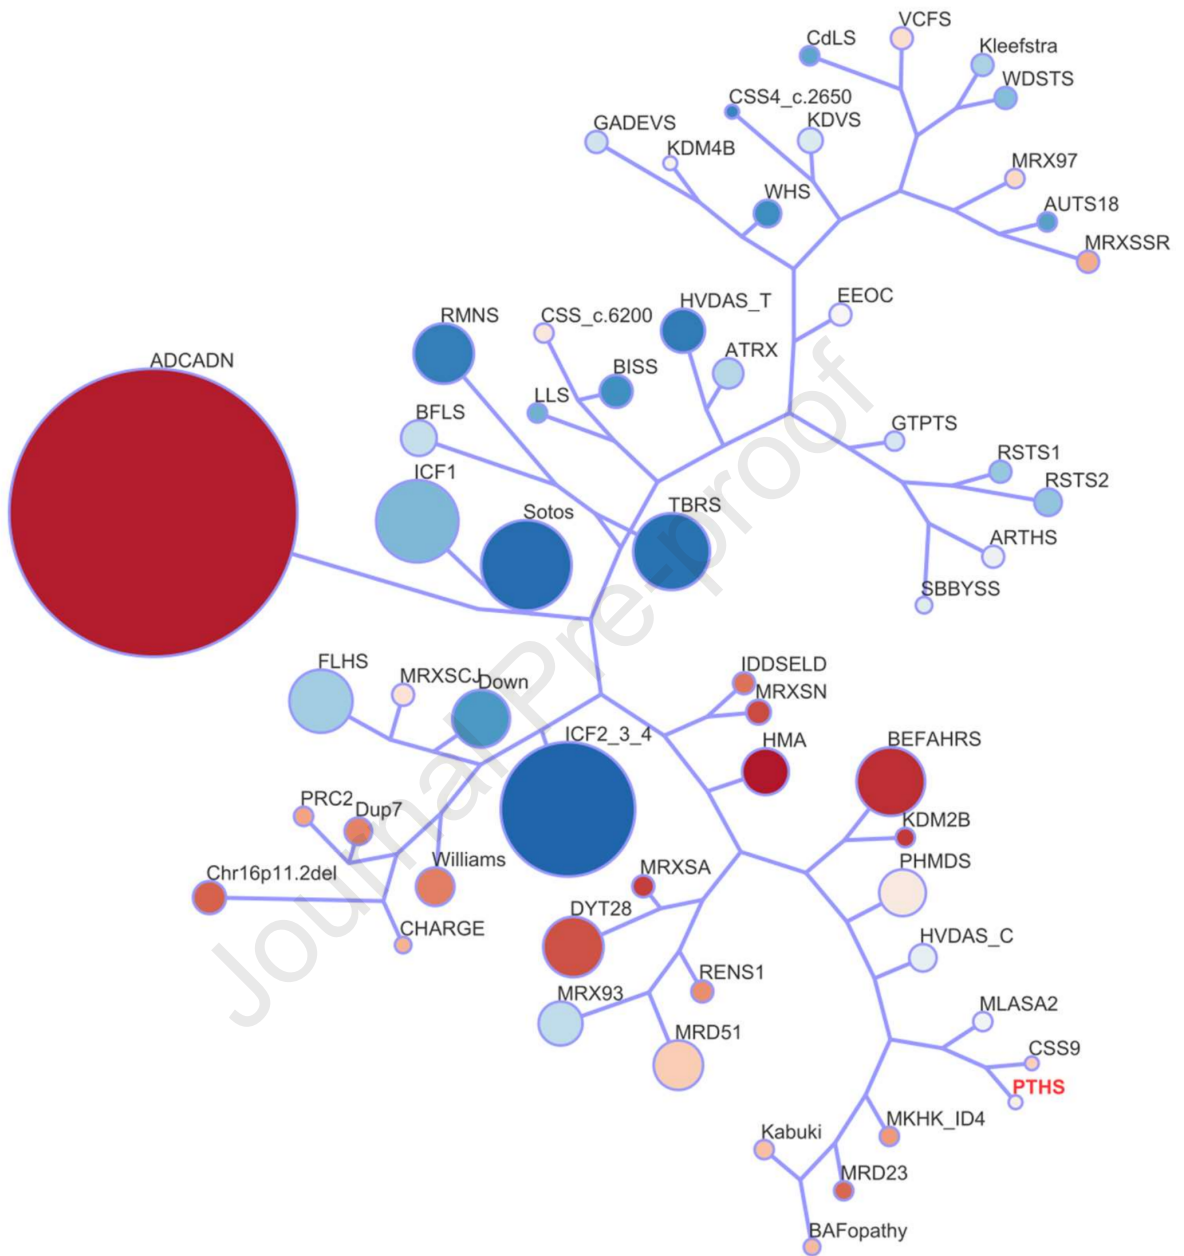 VCFS
CdLS
Kleefstra
WDSTS
CSS4_c.2650
KDVS
GADEVS
KDM4B
MRX97
WHS
AUTS18
MRXSSR
EEOC
HVDAS_T
RMNS
CSS_c.6200
ATRX
ADCADN
BISS
LLS
BFLS
GTPTS
RSTS1
ICF1
RSTS2
Sotos
TBRS
ARTHS
SBBYSS
FLHS
MRXSCJ
Down
IDDSELD
MRXSN
ICF2_3_4
HMA
BEFAHRS
PRC2
Dup7
KDM2B
Williams
PHMDS
Chr16p11.2del
MRXSA
DYT28
CHARGE
HVDAS_C
RENS1
MRX93
MLASA2
MRD51
CSS9
PTHS
MKHK_ID4
Kabuki
MRD23
BAFopathy
Journal Pre-proof